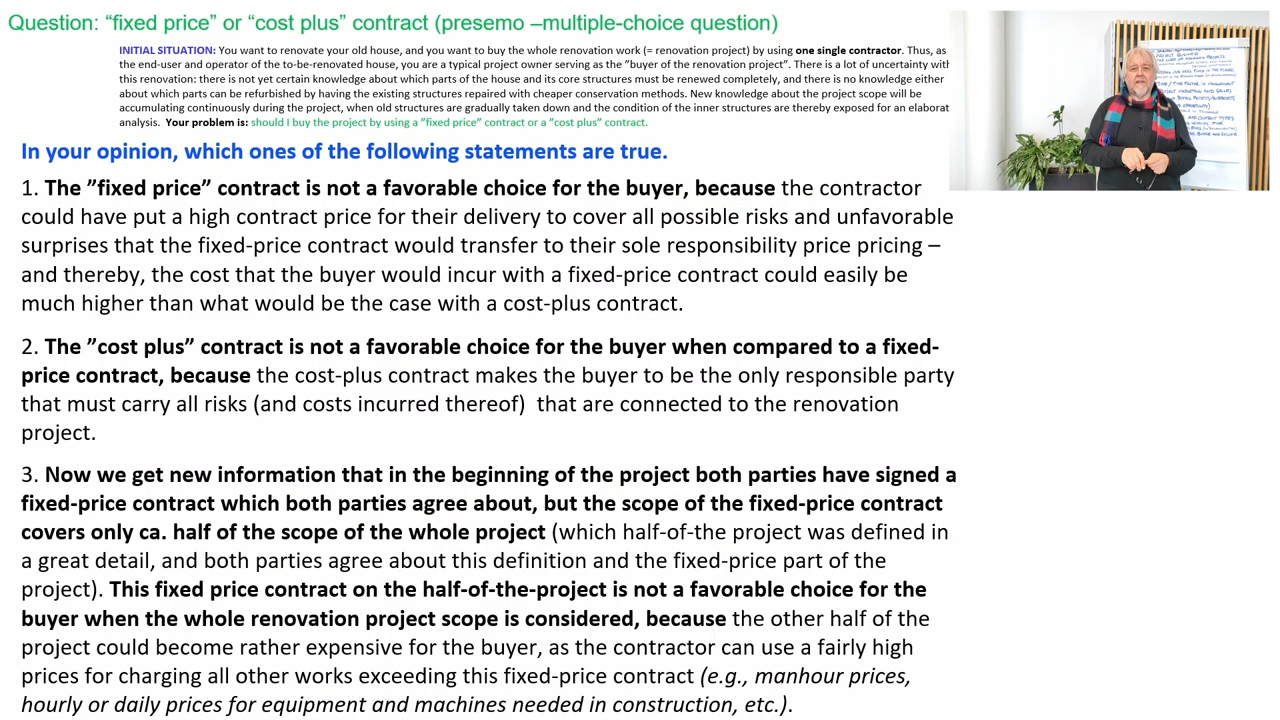 Question: “fixed price” or “cost plus” contract (presemo –multiple-choice question)
INITIAL SITUATION: You want to renovate your old house, and you want to buy the whole renovation work (= renovation project) by using one single contractor. Thus, as
the end-user and operator of the to-be-renovated house, you are a typical project owner serving as the ”buyer of the renovation project”. There is a lot of uncertainty with
this renovation: there is not yet certain knowledge about which parts of the house and its core structures must be renewed completely, and there is no knowledge either
about which parts can be refurbished by having the existing structures repaired with cheaper conservation methods. New knowledge about the project scope will be
accumulating continuously during the project, when old structures are gradually taken down and the condition of the inner structures are thereby exposed for an elaborat
analysis. Your problem is: should I buy the project by using a ”fixed price” contract or a ”cost plus” contract.
In your opinion, which ones of the following statements are true.
1. The ”fixed price” contract is not a favorable choice for the buyer, because the contractor
could have put a high contract price for their delivery to cover all possible risks and unfavorable
surprises that the fixed-price contract would transfer to their sole responsibility price pricing –
and thereby, the cost that the buyer would incur with a fixed-price contract could easily be
much higher than what would be the case with a cost-plus contract.
2. The ”cost plus” contract is not a favorable choice for the buyer when compared to a fixed-
price contract, because the cost-plus contract makes the buyer to be the only responsible party
that must carry all risks (and costs incurred thereof) that are connected to the renovation
project.
3. Now we get new information that in the beginning of the project both parties have signed a
fixed-price contract which both parties agree about, but the scope of the fixed-price contract
covers only ca. half of the scope of the whole project (which half-of-the project was defined in
a great detail, and both parties agree about this definition and the fixed-price part of the
project). This fixed price contract on the half-of-the-project is not a favorable choice for the
buyer when the whole renovation project scope is considered, because the other half of the
project could become rather expensive for the buyer, as the contractor can use a fairly high
prices for charging all other works exceeding this fixed-price contract (e.g., manhour prices,
hourly or daily prices for equipment and machines needed in construction, etc.).